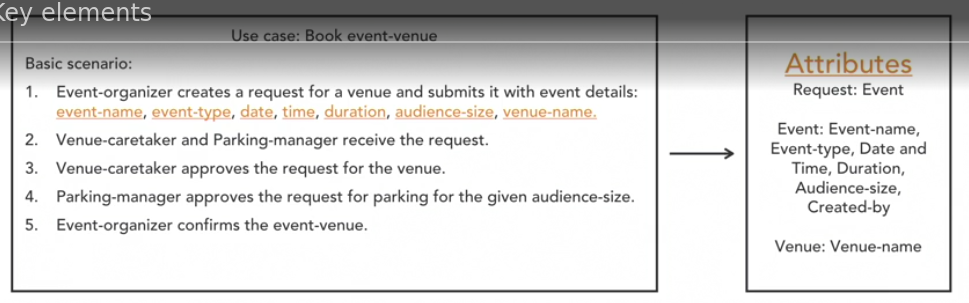 Key elements
Use case: Book event-venue
Basic scenario:
1. Event-organizer creates a request for a venue and submits it with event details:
event-name, event-type, date, time, duration, audience-size, venue-name.
2. Venue-caretaker and Parking-manager receive the request.
3. Venue-caretaker approves the request for the venue.
4. Parking-manager approves the request for parking for the given audience-size.
5. Event-organizer confirms the event-venue.
Attributes
Request: Event
Event: Event-name,
Event-type, Date and
Time, Duration,
Audience-size,
Created-by
Venue: Venue-name